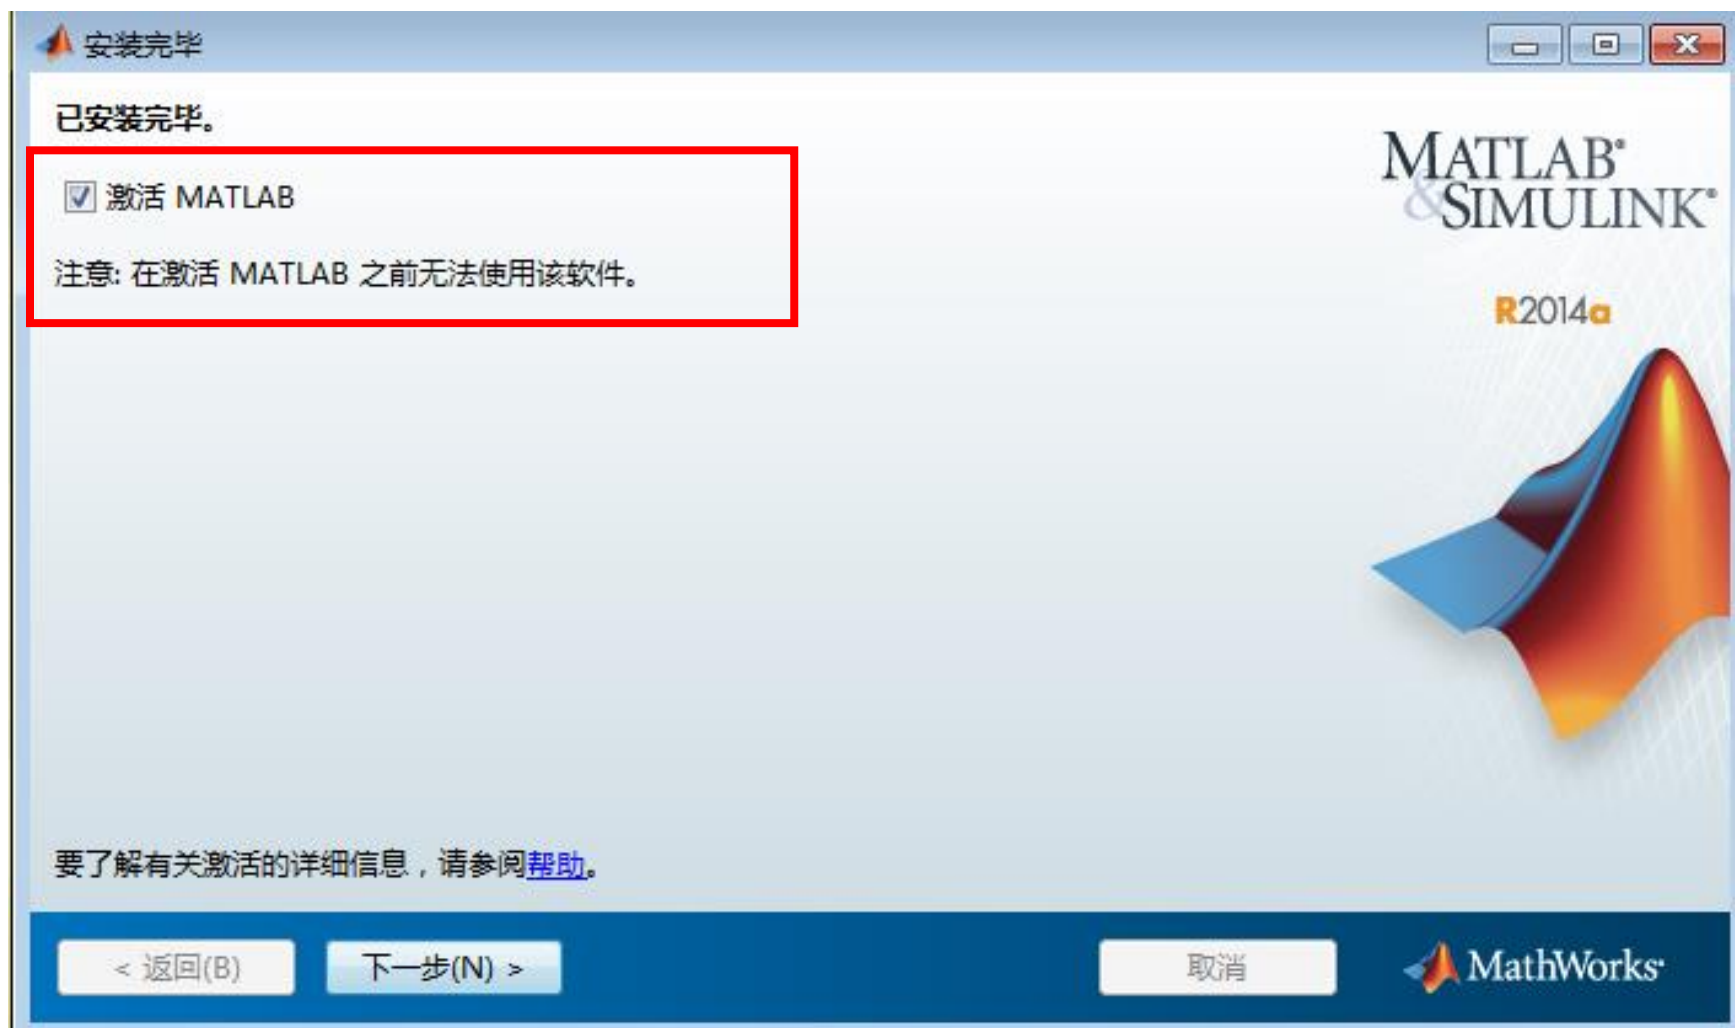 安装完毕
已安装完毕。
激活 MATLAB
注意: 在激活 MATLAB 之前无法使用该软件。
MATLAB®
&SIMULINK®
R2014a
要了解有关激活的详细信息，请参阅帮助。
< 返回(B)
下一步(N) >
取消
MathWorks®